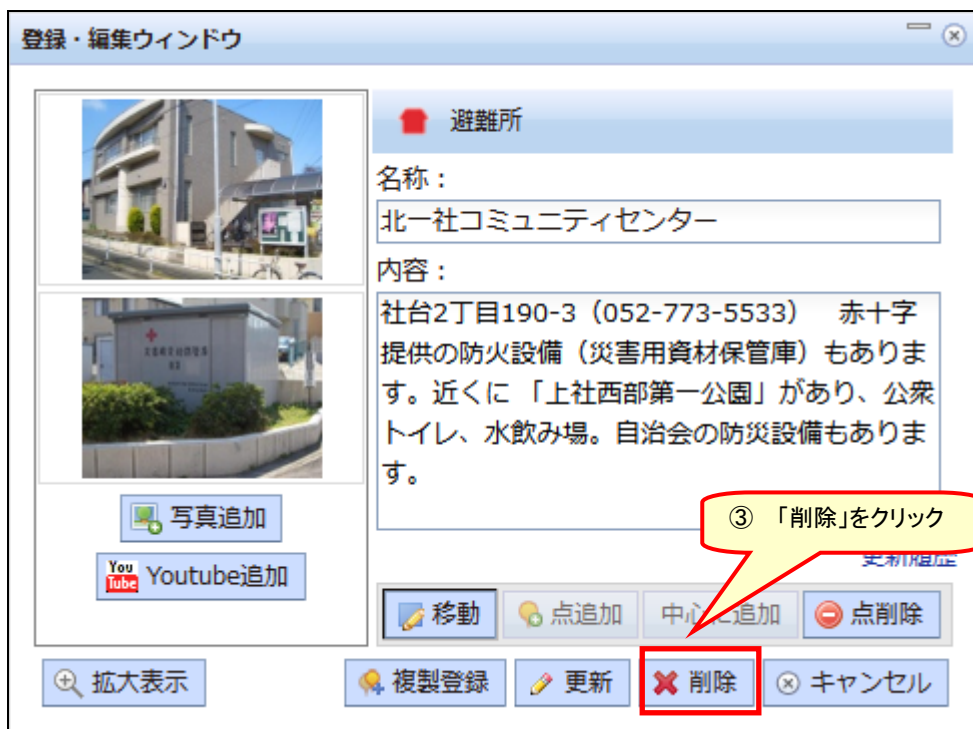 登録・編集ウィンドウ
避難所
名称：
北一社コミュニティセンター
内容：
社台2丁目190-3（052-773-5533）　赤十字
提供の防火設備（災害用資材保管庫）もありま
す。近くに 「上社西部第一公園」があり、公衆
トイレ、水飲み場。自治会の防災設備もありま
す。
③　「削除」をクリック
更新履歴
写真追加
You Tube Youtube追加
移動
点追加
中心に追加
点削除
拡大表示
複製登録
更新
削除
キャンセル